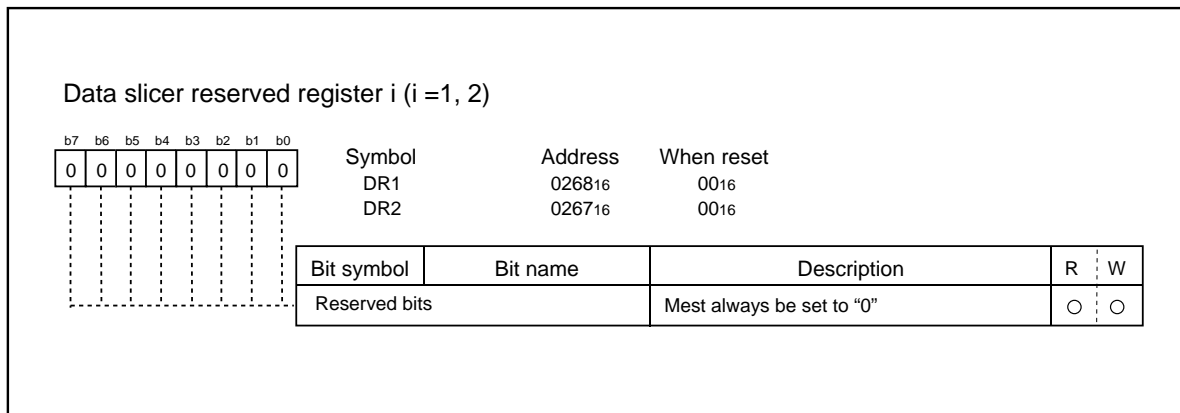 Data slicer reserved register i (i =1, 2)
b7 b6 b5 b4 b3 b2 b1 b0
0 0 0 0 0 0 0 0
Symbol Address When reset
DR1 026816 0016
DR2 026716 0016
Bit symbol Bit name Description R W
Reserved bits Mest always be set to “0” ○ ○